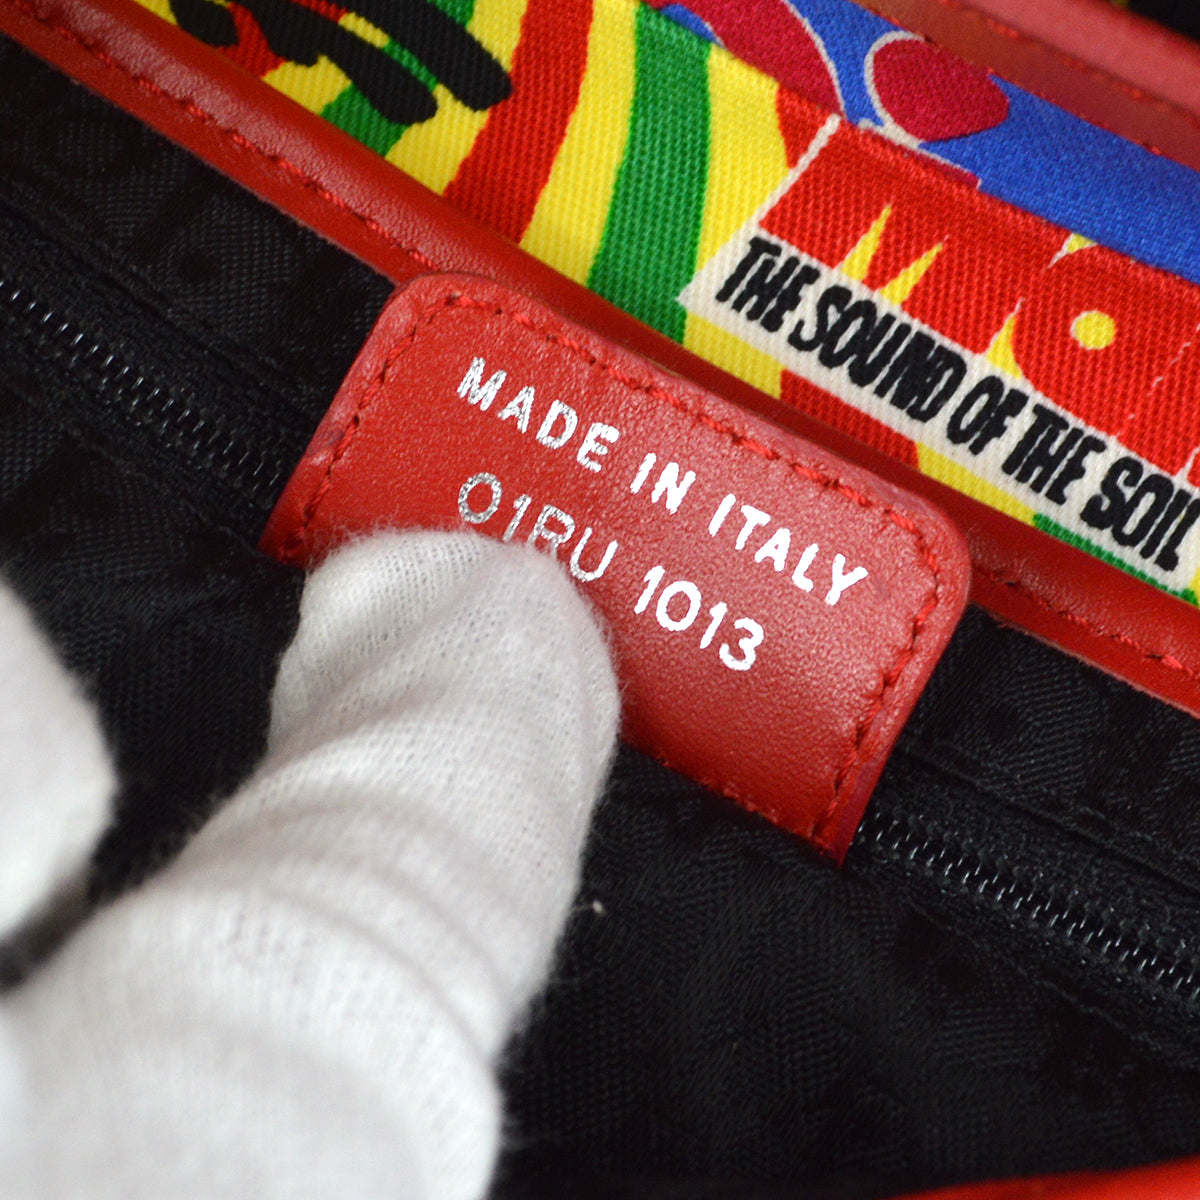 THE SOUND OF THE SOIL
MADE IN ITALY
01RU 1013